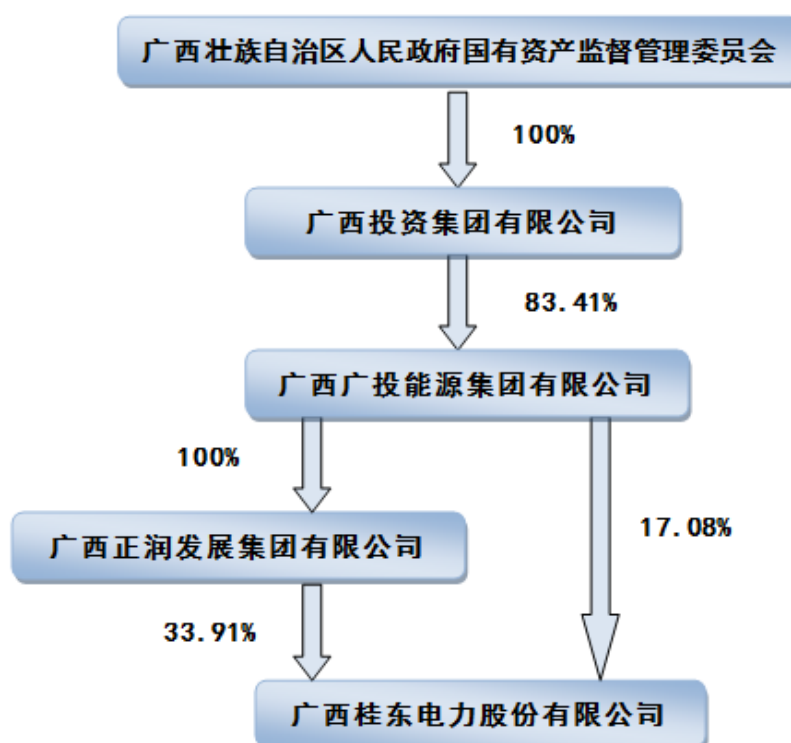 广西壮族自治区人民政府国有资产监督管理委员会
100%
广西投资集团有限公司
83.41%
广西广投能源集团有限公司
100%
17.08%
广西正润发展集团有限公司
33.91%
广西桂东电力股份有限公司